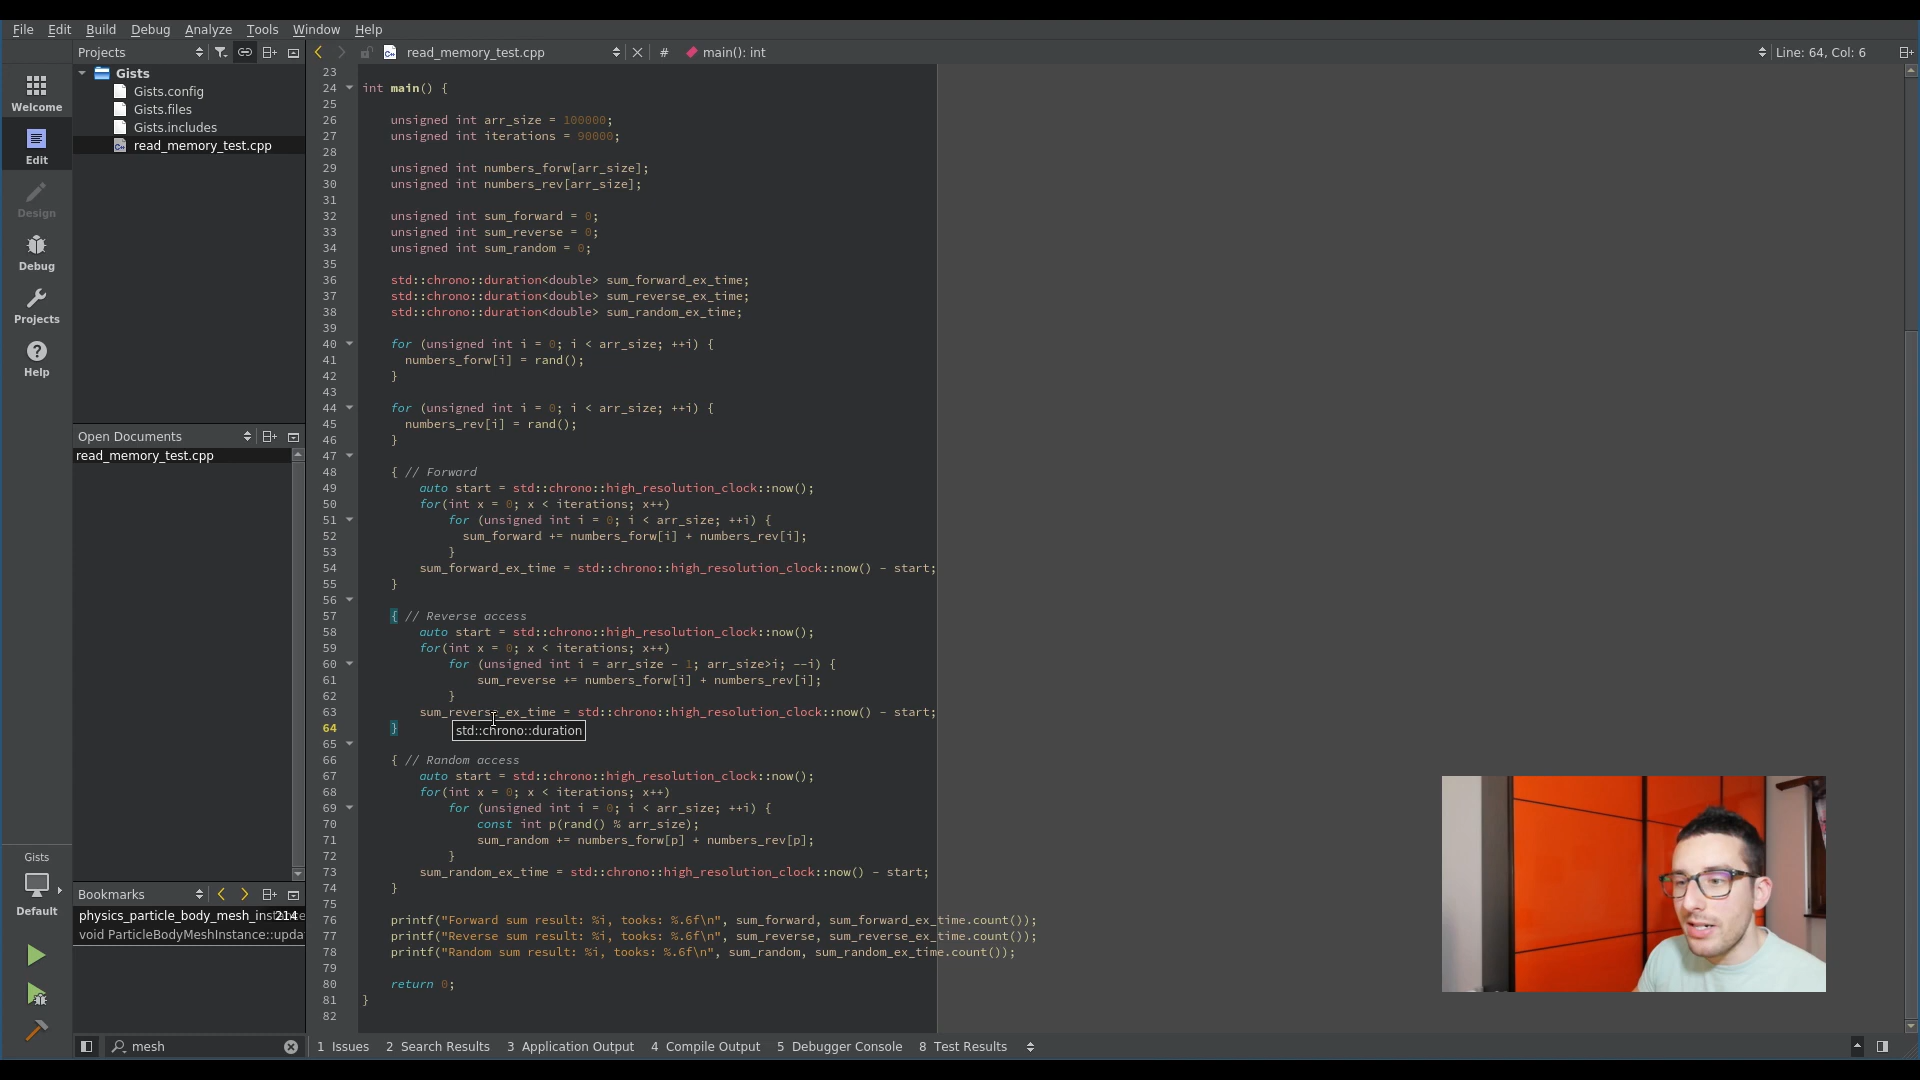 File Edit Build Debug Analyze Tools Window Help
Projects
read_memory_test.cpp
# main(): int
Line: 64, Col: 6
Welcome
Edit
Design
Debug
Projects
Help
Gists
Gists.config
Gists.files
Gists.includes
read_memory_test.cpp
Open Documents
read_memory_test.cpp
Bookmarks
physics_particle_body_mesh_instance
214
void ParticleBodyMeshInstance::upda
Gists
Default
23
24 int main() {
25
26 unsigned int arr_size = 100000;
27 unsigned int iterations = 90000;
28
29 unsigned int numbers_forw[arr_size];
30 unsigned int numbers_rev[arr_size];
31
32 unsigned int sum_forward = 0;
33 unsigned int sum_reverse = 0;
34 unsigned int sum_random = 0;
35
36 std::chrono::duration<double> sum_forward_ex_time;
37 std::chrono::duration<double> sum_reverse_ex_time;
38 std::chrono::duration<double> sum_random_ex_time;
39
40 for (unsigned int i = 0; i < arr_size; ++i) {
41 numbers_forw[i] = rand();
42 }
43
44 for (unsigned int i = 0; i < arr_size; ++i) {
45 numbers_rev[i] = rand();
46 }
47
48 { // Forward
49 auto start = std::chrono::high_resolution_clock::now();
50 for(int x = 0; x < iterations; x++)
51 for (unsigned int i = 0; i < arr_size; ++i) {
52 sum_forward += numbers_forw[i] + numbers_rev[i];
53 }
54 sum_forward_ex_time = std::chrono::high_resolution_clock::now() - start;
55 }
56
57 { // Reverse access
58 auto start = std::chrono::high_resolution_clock::now();
59 for(int x = 0; x < iterations; x++)
60 for (unsigned int i = arr_size - 1; arr_size>i; --i) {
61 sum_reverse += numbers_forw[i] + numbers_rev[i];
62 }
63 sum_reverse_ex_time = std::chrono::high_resolution_clock::now() - start;
64 }
std::chrono::duration
65
66 { // Random access
67 auto start = std::chrono::high_resolution_clock::now();
68 for(int x = 0; x < iterations; x++)
69 for (unsigned int i = 0; i < arr_size; ++i) {
70 const int p(rand() % arr_size);
71 sum_random += numbers_forw[p] + numbers_rev[p];
72 }
73 sum_random_ex_time = std::chrono::high_resolution_clock::now() - start;
74 }
75
76 printf("Forward sum result: %i, tooks: %.6f\n", sum_forward, sum_forward_ex_time.count());
77 printf("Reverse sum result: %i, tooks: %.6f\n", sum_reverse, sum_reverse_ex_time.count());
78 printf("Random sum result: %i, tooks: %.6f\n", sum_random, sum_random_ex_time.count());
79
80 return 0;
81 }
82
mesh
1 Issues 2 Search Results 3 Application Output 4 Compile Output 5 Debugger Console 8 Test Results